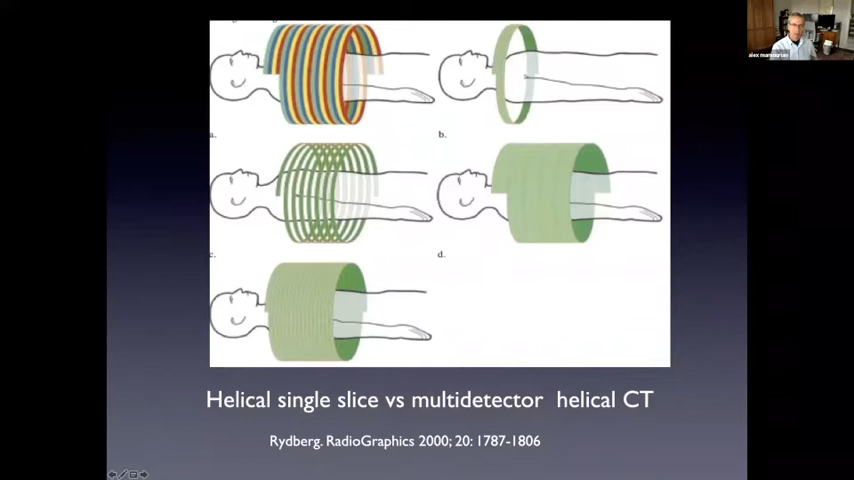 alex mamourian
a.
b.
c.
d.
Helical single slice vs multidetector helical CT
Rydberg. RadioGraphics 2000; 20: 1787-1806